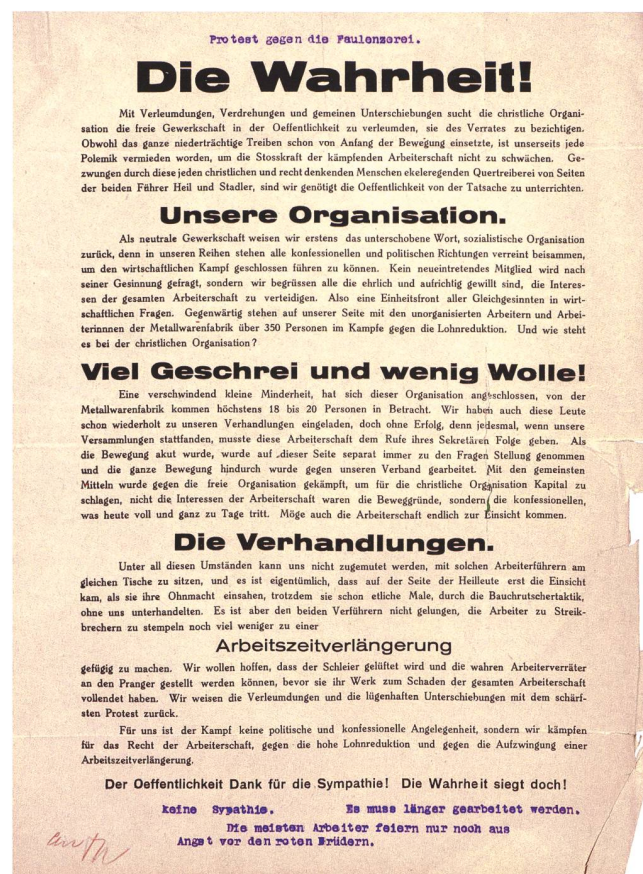 Protest gegen die Faulenzerei.
Die Wahrheit!
Mit Verleumdungen, Verdrehungen und gemeinen Unterschiebungen sucht die christliche Organi-
sation die freie Gewerkschaft in der Oeffentlichkeit zu verleumden, sie des Verrates zu bezichtigen.
Obwohl das ganze niederträchtige Treiben schon von Anfang der Bewegung einsetzte, ist unserseits jede
Polemik vermieden worden, um die Stosskraft der kämpfenden Arbeiterschaft nicht zu schwächen. Ge-
zwungen durch diese jeden christlichen und recht denkenden Menschen ekeleregenden Quertreiberei von Seiten
der beiden Führer Heil und Stadler, sind wir genötigt die Oeffentlichkeit von der Tatsache zu unterrichten.
Unsere Organisation.
Als neutrale Gewerkschaft weisen wir erstens das unterschobene Wort, sozialistische Organisation
zurück, denn in unseren Reihen stehen alle konfessionellen und politischen Richtungen verreint beisammen,
um den wirtschaftlichen Kampf geschlossen führen zu können. Kein neueintretendes Mitglied wird nach
seiner Gesinnung gefragt, sondern wir begrüssen alle die ehrlich und aufrichtig gewillt sind, die Interes-
sen der gesamten Arbeiterschaft zu verteidigen. Also eine Einheitsfront aller Gleichgesinnten in wirt-
schaftlichen Fragen. Gegenwärtig stehen auf unserer Seite mit den unorganisierten Arbeitern und Arbei-
terinnnen der Metallwarenfabrik über 350 Personen im Kampfe gegen die Lohnreduktion. Und wie steht
es bei der christlichen Organisation?
Viel Geschrei und wenig Wolle!
Eine verschwindend kleine Minderheit, hat sich dieser Organisation angeschlossen, von der
Metallwarenfabrik kommen höchstens 18 bis 20 Personen in Betracht. Wir haben auch diese Leute
schon wiederholt zu unseren Verhandlungen eingeladen, doch ohne Erfolg, denn jedesmal, wenn unsere
Versammlungen stattfanden, musste diese Arbeiterschaft dem Rufe ihres Sekretären Folge geben. Als
die Bewegung akut wurde, wurde auf dieser Seite separat immer zu den Fragen Stellung genommen
und die ganze Bewegung hindurch wurde gegen unseren Verband gearbeitet. Mit den gemeinsten
Mitteln wurde gegen die freie Organisation gekämpft, um für die christliche Organisation Kapital zu
schlagen, nicht die Interessen der Arbeiterschaft waren die Beweggründe, sondern die konfessionellen,
was heute voll und ganz zu Tage tritt. Möge auch die Arbeiterschaft endlich zur Einsicht kommen.
Die Verhandlungen.
Unter all diesen Umständen kann uns nicht zugemutet werden, mit solchen Arbeiterführern am
gleichen Tische zu sitzen, und es ist eigentümlich, dass auf der Seite der Heilleute erst die Einsicht
kam, als sie ihre Ohnmacht einsahen, trotzdem sie schon etliche Male, durch die Bauchrutschertaktik,
ohne uns unterhandelten. Es ist aber den beiden Verführern nicht gelungen, die Arbeiter zu Streik-
brechern zu stempeln noch viel weniger zu einer
Arbeitszeitverlängerung
gefügig zu machen. Wir wollen hoffen, dass der Schleier gelüftet wird und die wahren Arbeiterverräter
an den Pranger gestellt werden können, bevor sie ihr Werk zum Schaden der gesamten Arbeiterschaft
vollendet haben. Wir weisen die Verleumdungen und die lügenhaften Unterschiebungen mit dem schärf-
sten Protest zurück.
Für uns ist der Kampf keine politische und konfessionelle Angelegenheit, sondern wir kämpfen
für das Recht der Arbeiterschaft, gegen die hohe Lohnreduktion und gegen die Aufzwingung einer
Arbeitszeitverlängerung.
Der Oeffentlichkeit Dank für die Sympathie! Die Wahrheit siegt doch!
keine Sypathie. Es muss länger gearbeitet werden.
Die meisten Arbeiter feiern nur noch aus
Angst vor den roten Brüdern.